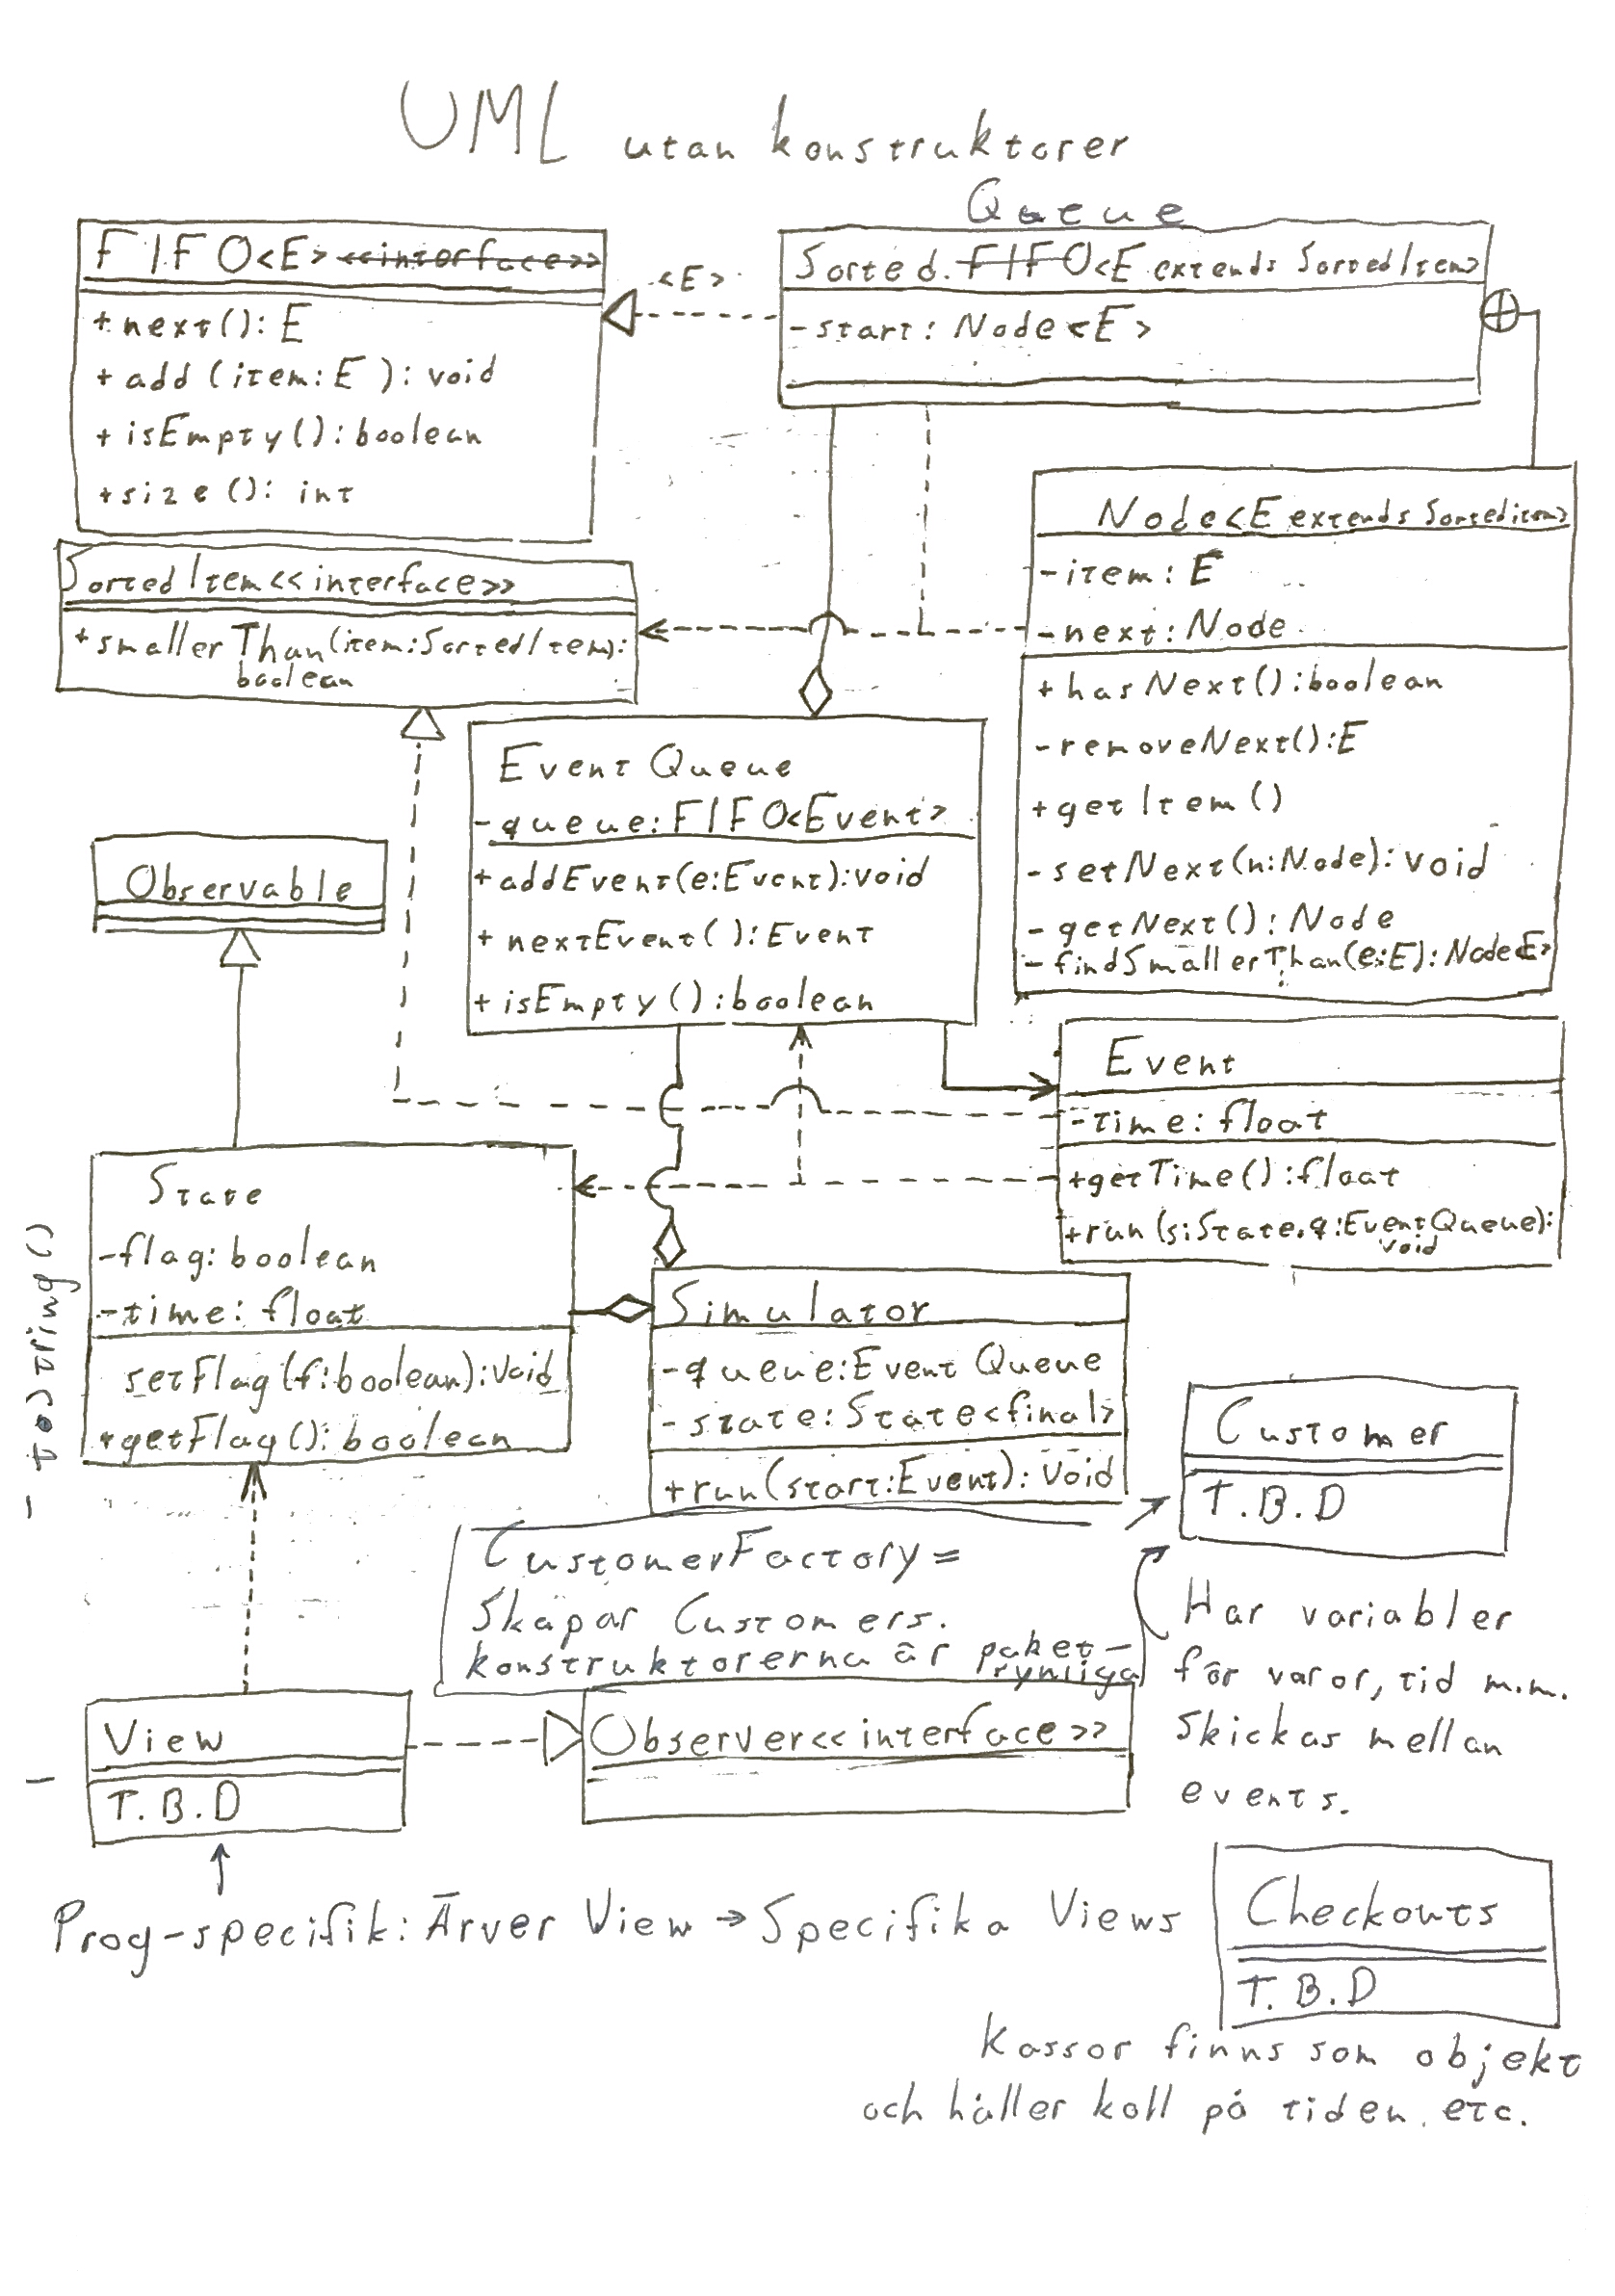 UML utan konstruktorer
Queue
FIFO<E> <<interface>>
+next(): E
+ add (item:E ): void
+ isEmpty(): boolean
+size(): int
<E>
Sorted FIFO<E extends SortedItem>
-start: Node<E>
Node<E extends Sorteditem>
-item: E
-next: Node
+hasNext():boolean
-removeNext():E
+getItem()
-setNext(n:Node): void
-getNext(): Node
-findSmallerThan(e:E): Node<E>
SortedItem<<interface>>
+smallerThan(item:SortedItem):
boolean
EventQueue
-queue:FIFO<Event>
+addEvent(e:Event):void
+ nextEvent(): Event
+ isEmpty(): boolean
Observable
Event
-time: float
+getTime(): float
+run(s:State,q:EventQueue):
void
State
-flag: boolean
-time: float
setFlag(f:boolean):void
+getFlag(): boolean
- toString()
Simulator
-queue:EventQueue
-state: State<final>
+run(start:Event): void
Customer
T.B.D
CustomerFactory=
Skapar Customers.
konstruktorerna är paket-
synliga
Har variabler
för varor, tid m.m.
Skickas mellan
events.
View
T.B.D
Observer<<interface>>
Prog-specifik: Ärver View → Specifika Views
Checkouts
T.B.D
Kassor finns som objekt
och håller koll på tiden. etc.